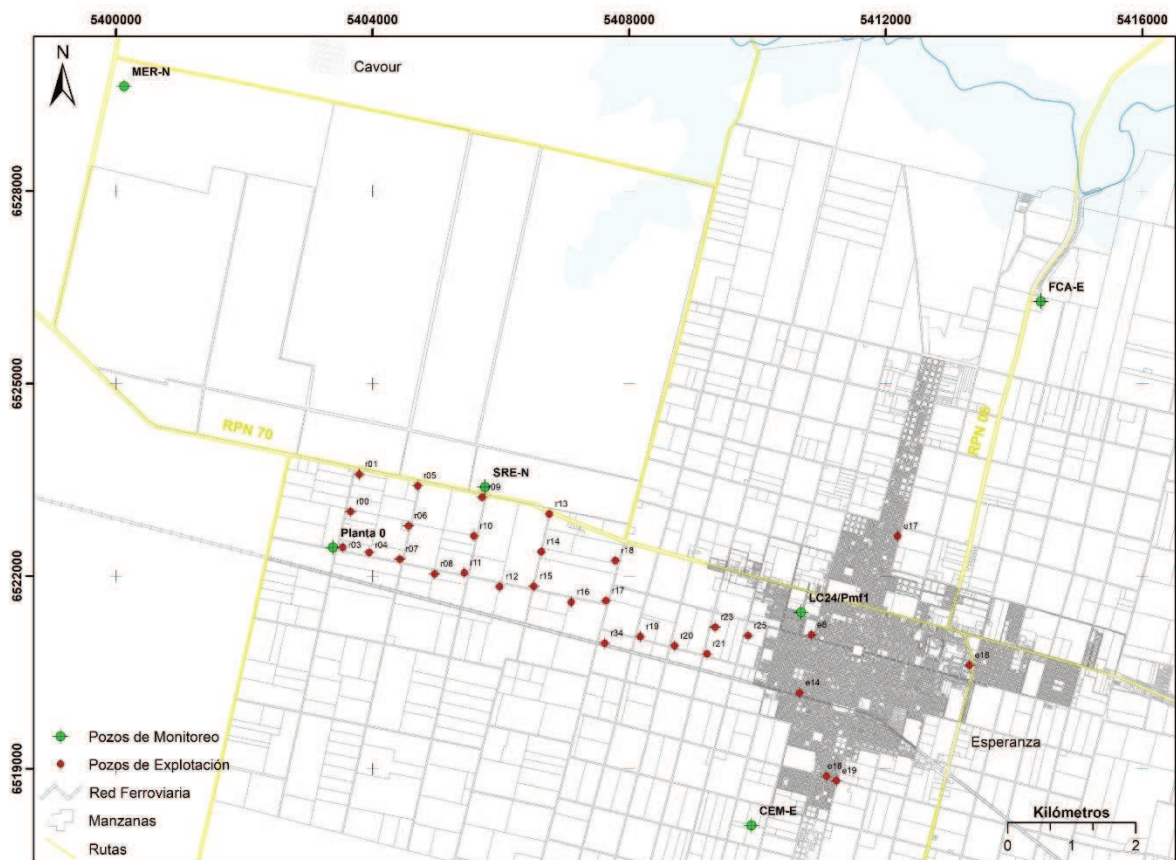 5400000
5404000
5408000
5412000
5416000
N
MER-N
Cavour
6528000
FCA-E
6525000
RPN 70
RPN 06
r01
r05
SRE-N
r09
r13
r00
r06
r10
r14
e17
Planta 0
r03
r04
r07
r18
6522000
r08
r11
r12
r15
LC24/Pmf1
r16
r17
r23
r25
e6
r34
r19
r20
r21
e18
e14
Pozos de Monitoreo
Esperanza
Pozos de Explotación
6519000
e18
e19
Red Ferroviaria
Manzanas
CEM-E
Kilómetros
Rutas
0
1
2